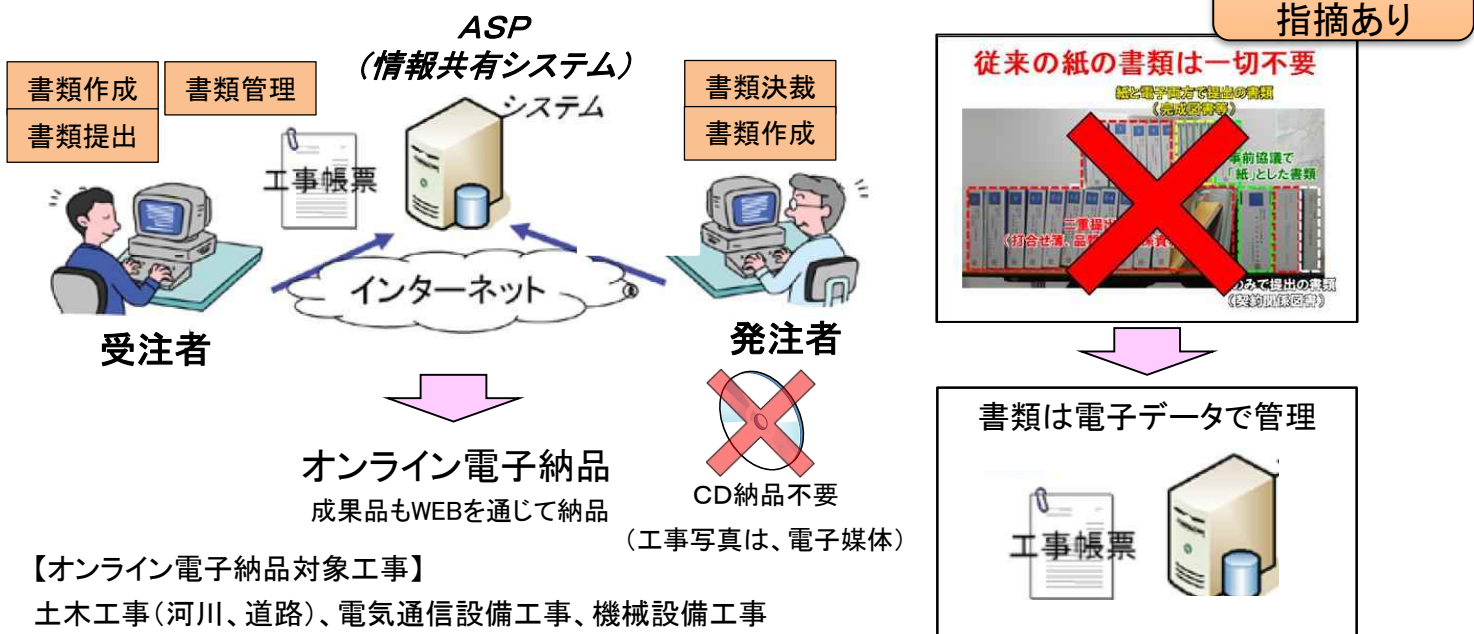 指摘あり
ASP
(情報共有システム)
書類作成
書類管理
書類提出
システム
工事帳票
書類決裁
書類作成
インターネット
受注者
発注者
オンライン電子納品
成果品もWEBを通じて納品
CD納品不要
(工事写真は、電子媒体)
【オンライン電子納品対象工事】
土木工事(河川、道路)、電気通信設備工事、機械設備工事
従来の紙の書類は一切不要
紙と電子両方で提出の書類
(完成図書等)
事前協議で
「紙」とした書類
二重提出
(打合せ簿、品質
のみで提出の書類
(契約関係図書)
書類は電子データで管理
工事帳票